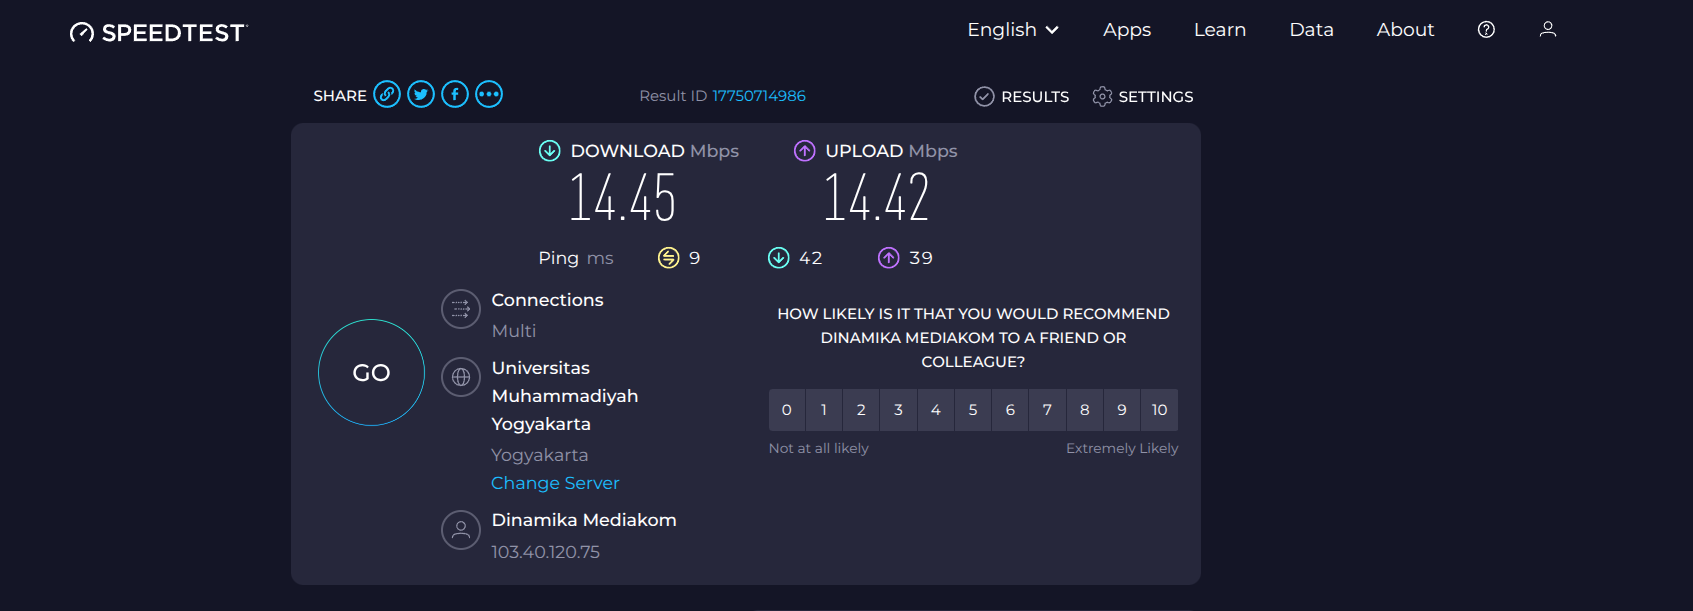 SPEEDTEST
English Apps Learn Data About
SHARE
Result ID 17750714986
RESULTS SETTINGS
DOWNLOAD Mbps
14.45
UPLOAD Mbps
14.42
Ping ms 9 42 39
GO
Connections
Multi
Universitas
Muhammadiyah
Yogyakarta
Yogyakarta
Change Server
Dinamika Mediakom
103.40.120.75
HOW LIKELY IS IT THAT YOU WOULD RECOMMEND
DINAMIKA MEDIAKOM TO A FRIEND OR
COLLEAGUE?
0 1 2 3 4 5 6 7 8 9 10
Not at all likely Extremely Likely